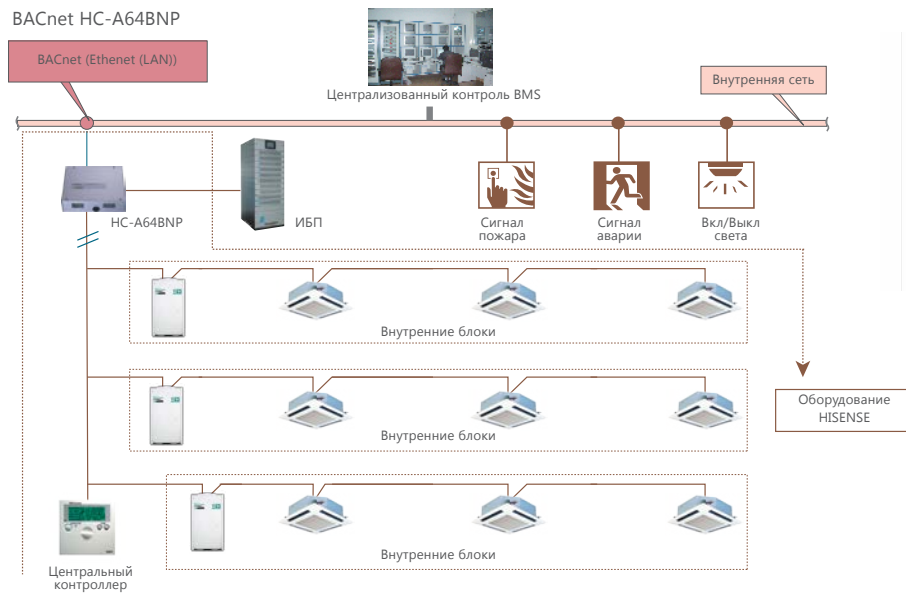 BACnet HC-A64BNP
BACnet (Ethenet (LAN))
Централизованный контроль BMS
Внутренняя сеть
HC-A64BNP
ИБП
Сигнал
пожара
Сигнал
аварии
Вкл/Выкл
света
Внутренние блоки
Внутренние блоки
Оборудование
HISENSE
Внутренние блоки
Центральный
контроллер